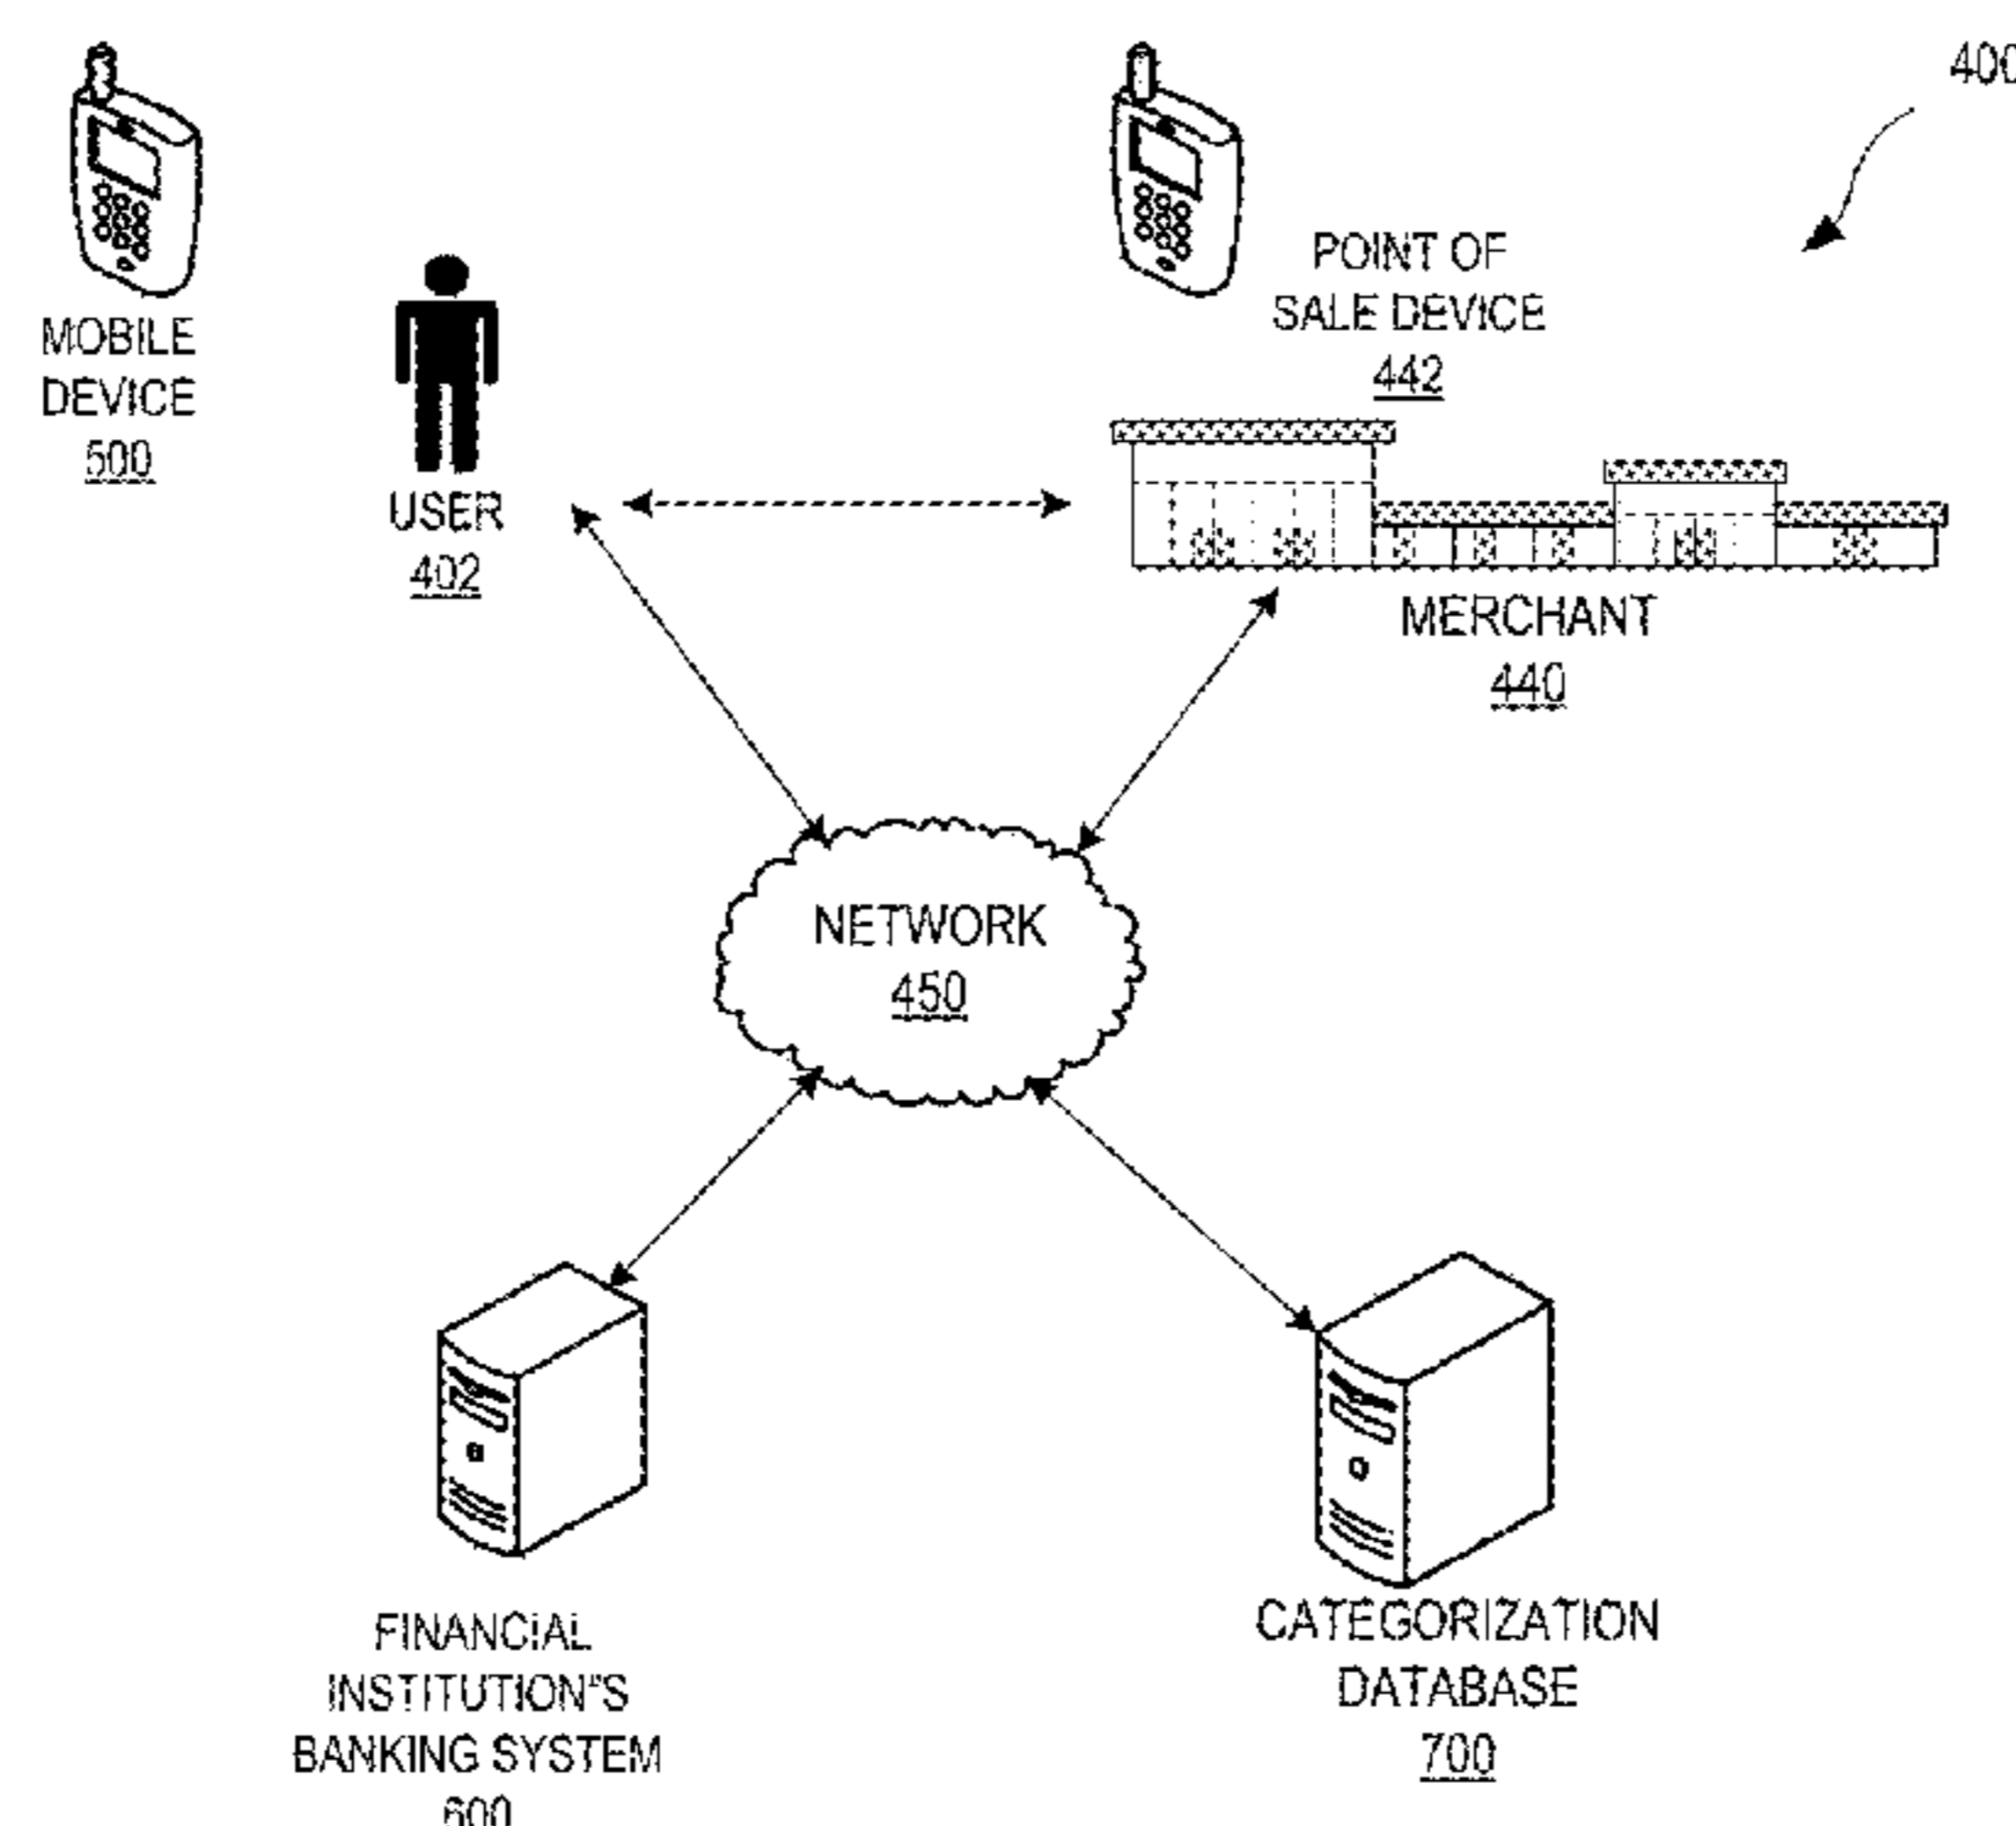 400
POINT OF
SALE DEVICE
442
MOBILE
DEVICE
500
USER
402
MERCHANT
440
NETWORK
450
FINANCIAL
INSTITUTION"S
BANKING SYSTEM
600
CATEGORIZATION
DATABASE
700